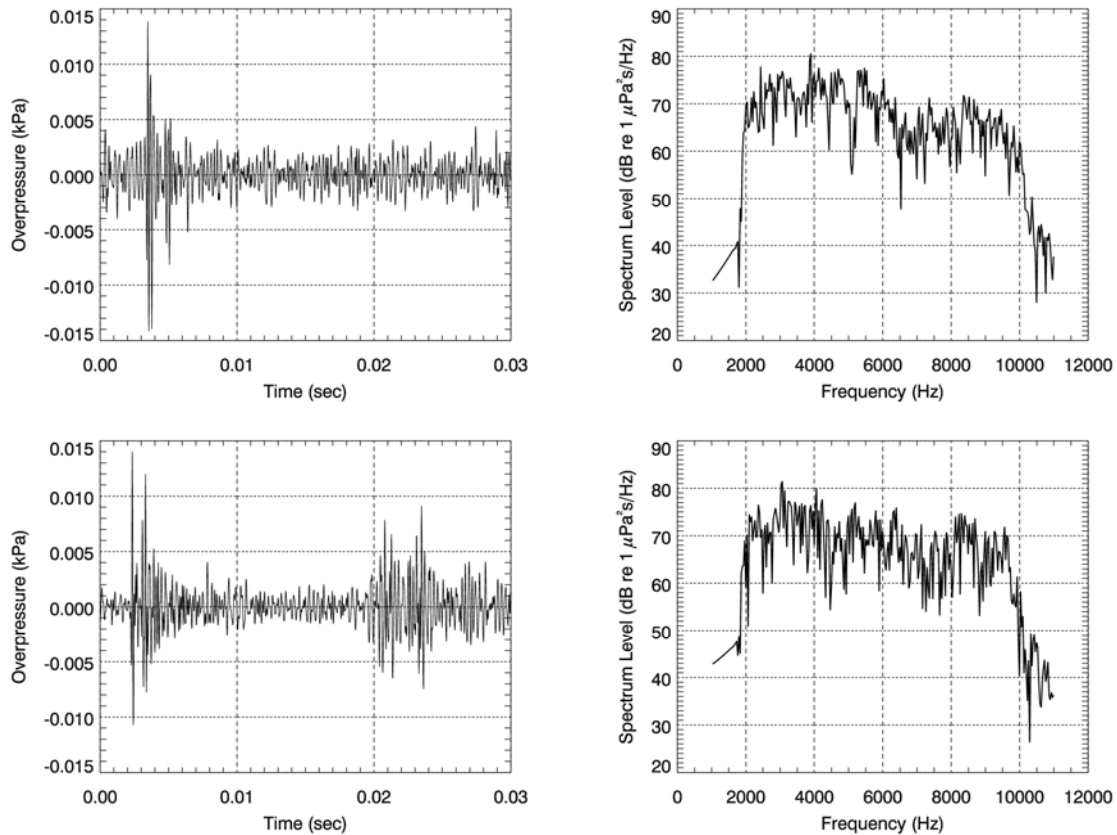 0.015
0.010
0.005
0.000
-0.005
-0.010
-0.015
Overpressure (kPa)
0.00 0.01 0.02 0.03
Time (sec)
90
80
70
60
50
40
30
20
Spectrum Level (dB re 1 µPa²s/Hz)
0 2000 4000 6000 8000 10000 12000
Frequency (Hz)
0.015
0.010
0.005
0.000
-0.005
-0.010
-0.015
Overpressure (kPa)
0.00 0.01 0.02 0.03
Time (sec)
90
80
70
60
50
40
30
20
Spectrum Level (dB re 1 µPa²s/Hz)
0 2000 4000 6000 8000 10000 12000
Frequency (Hz)